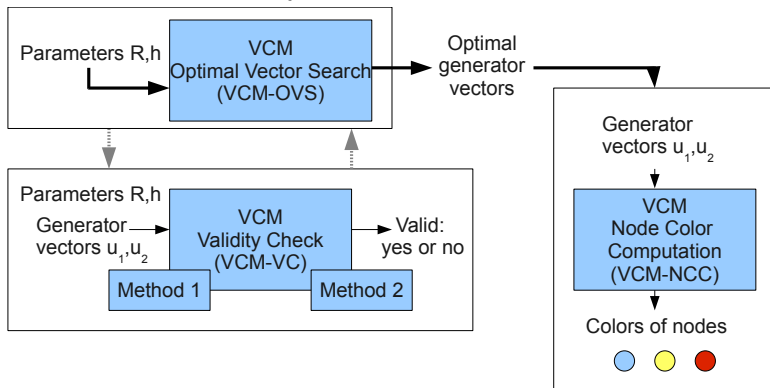 Parameters R,h
VCM
Optimal Vector Search
(VCM-OVS)
Optimal
generator
vectors
Parameters R,h
Generator
vectors u₁,u₂
VCM
Validity Check
(VCM-VC)
Valid:
yes or no
Method 1
Method 2
Generator
vectors u₁,u₂
VCM
Node Color
Computation
(VCM-NCC)
Colors of nodes